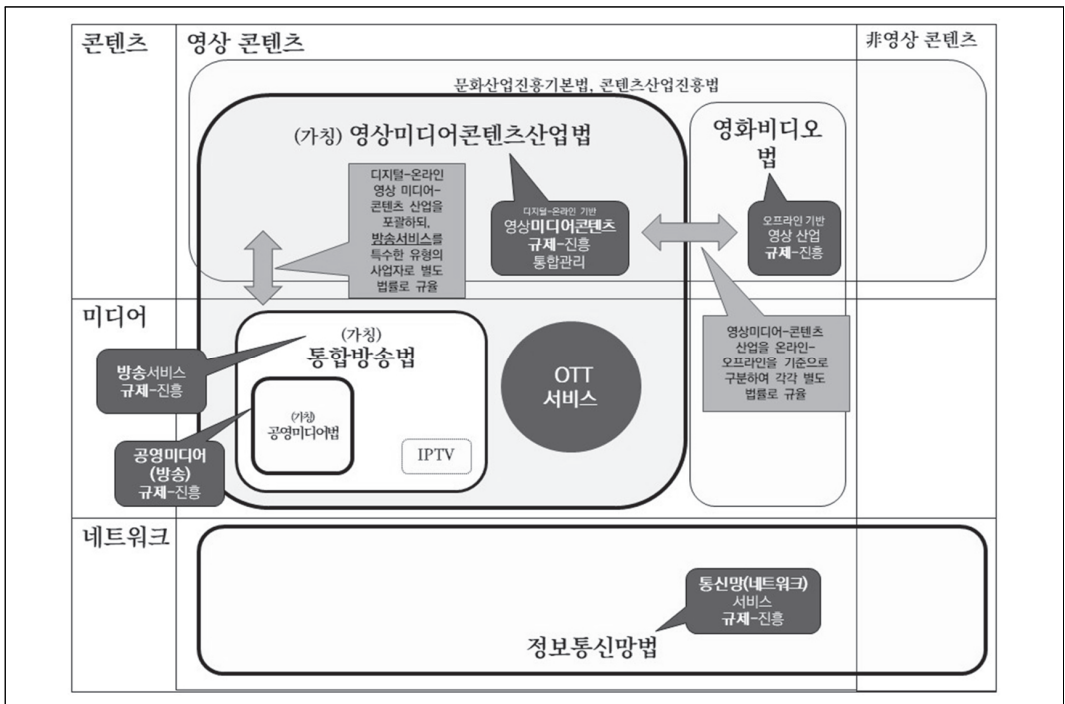 콘텐츠
영상 콘텐츠
非영상 콘텐츠
문화산업진흥기본법, 콘텐츠산업진흥법
(가칭) 영상미디어콘텐츠산업법
영화비디오
법
디지털-온라인
영상 미디어-
콘텐츠 산업을
포괄하되,
방송서비스를
특수한 유형의
사업자로 별도
법률로 규율
디지털-온라인 기반
영상미디어콘텐츠
규제-진흥
통합관리
오프라인 기반
영상 산업
규제-진흥
미디어
(가칭)
통합방송법
방송서비스
규제-진흥
(가칭)
공영미디어법
공영미디어
(방송)
규제-진흥
IPTV
OTT
서비스
영상미디어-콘텐츠
산업을 온라인-
오프라인을 기준으로
구분하여 각각 별도
법률로 규율
네트워크
통신망(네트워크)
서비스
규제-진흥
정보통신망법